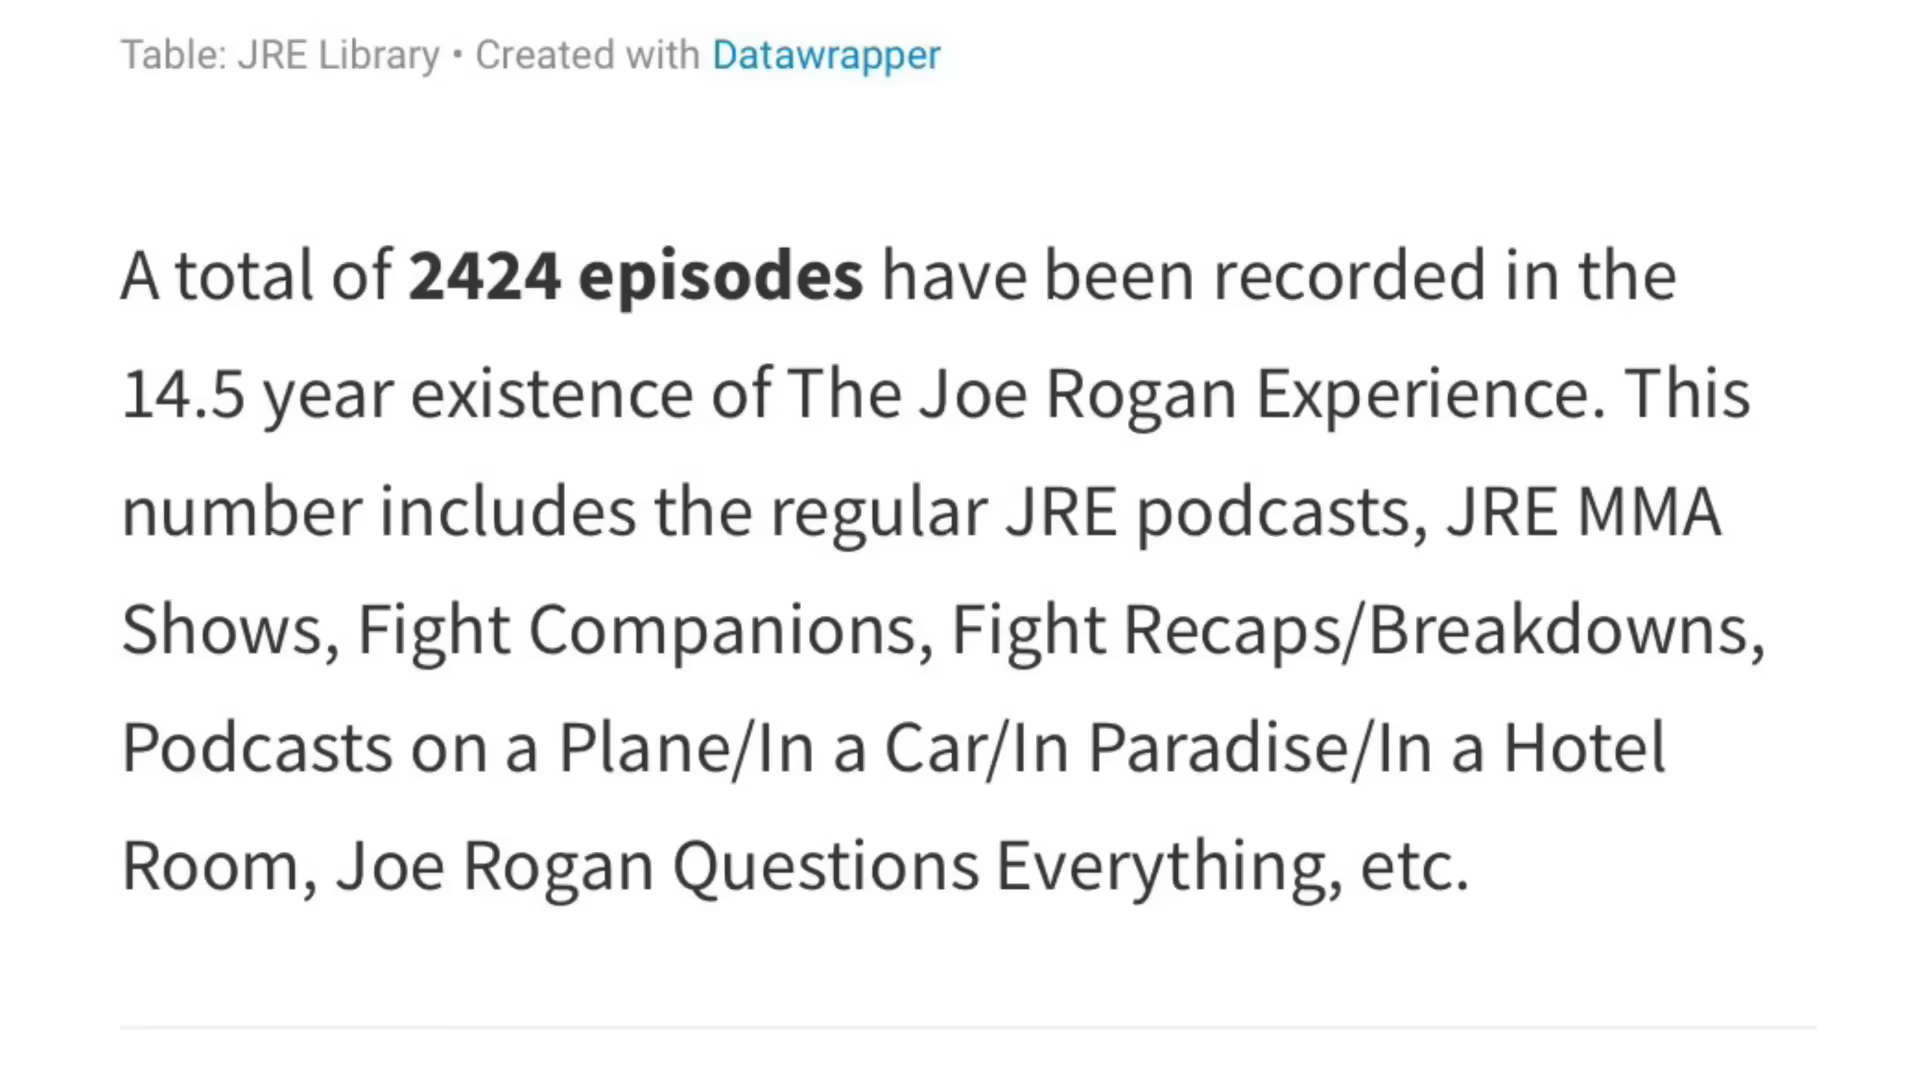 Table: JRE Library • Created with Datawrapper
A total of 2424 episodes have been recorded in the
14.5 year existence of The Joe Rogan Experience. This
number includes the regular JRE podcasts, JRE MMA
Shows, Fight Companions, Fight Recaps/Breakdowns,
Podcasts on a Plane/In a Car/In Paradise/In a Hotel
Room, Joe Rogan Questions Everything, etc.